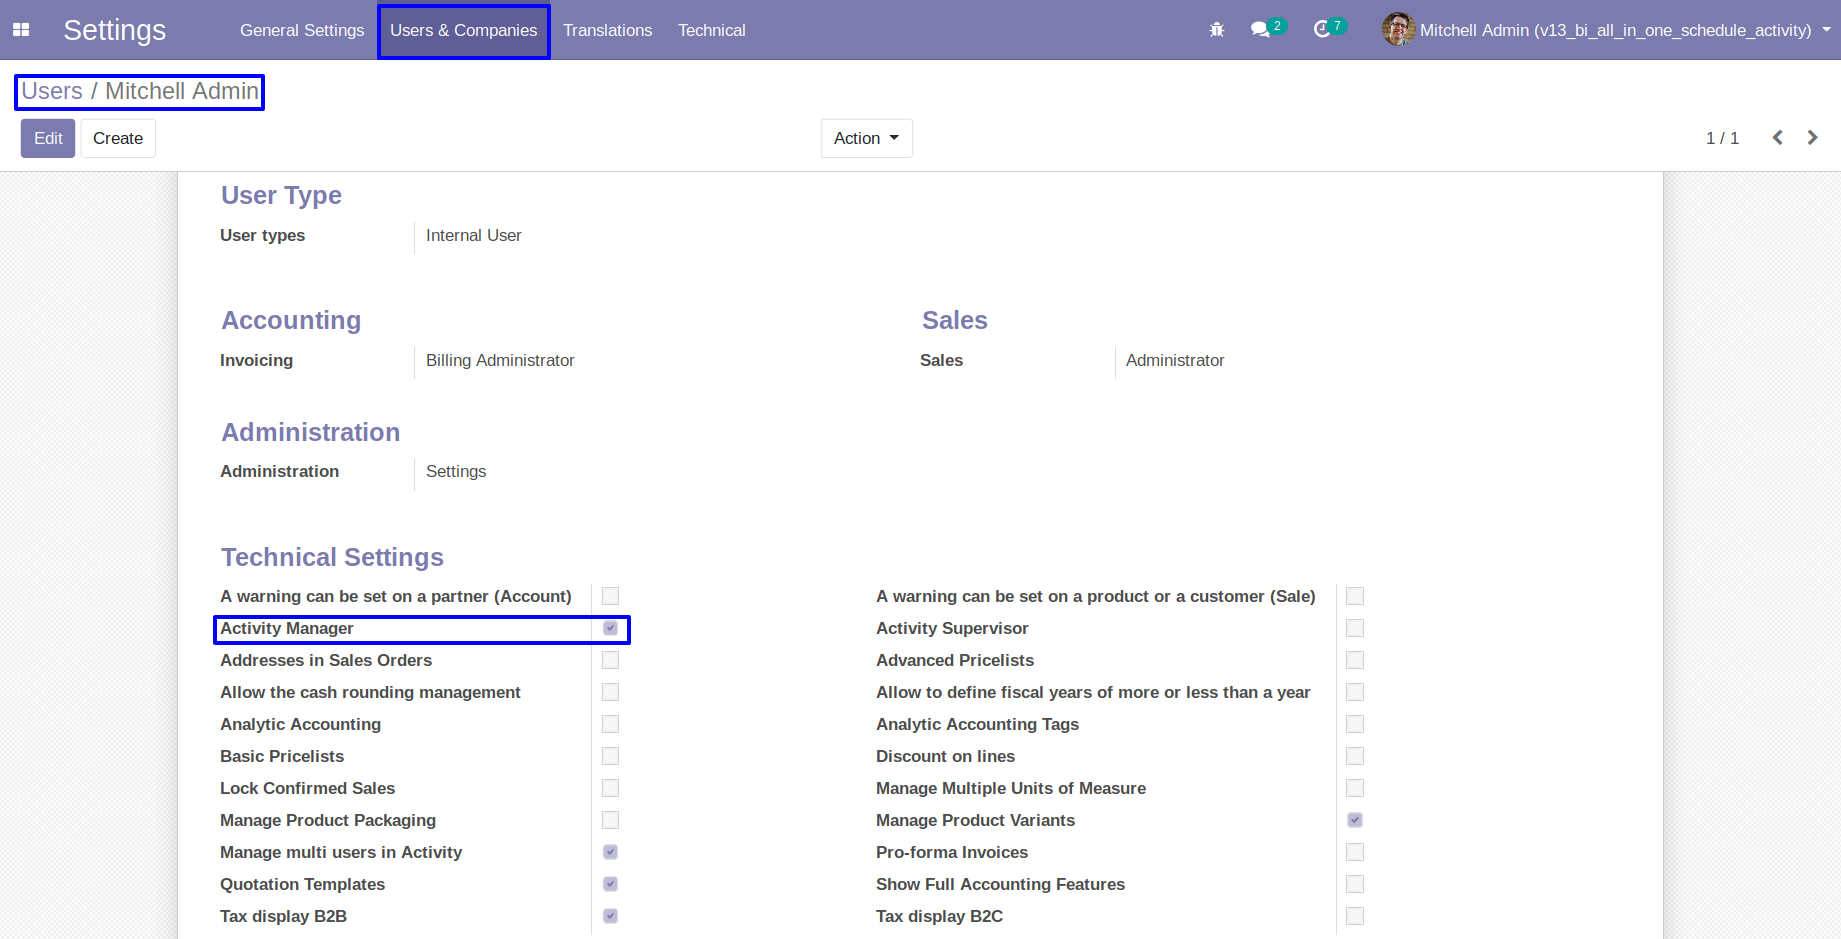 Settings General Settings Users & Companies Translations Technical 2 7 Mitchell Admin (v13_bi_all_in_one_schedule_activity)
Users / Mitchell Admin
Edit Create Action 1 / 1
User Type
User types Internal User
Accounting Sales
Invoicing Billing Administrator Sales Administrator
Administration
Administration Settings
Technical Settings
A warning can be set on a partner (Account) A warning can be set on a product or a customer (Sale)
Activity Manager Activity Supervisor
Addresses in Sales Orders Advanced Pricelists
Allow the cash rounding management Allow to define fiscal years of more or less than a year
Analytic Accounting Analytic Accounting Tags
Basic Pricelists Discount on lines
Lock Confirmed Sales Manage Multiple Units of Measure
Manage Product Packaging Manage Product Variants
Manage multi users in Activity Pro-forma Invoices
Quotation Templates Show Full Accounting Features
Tax display B2B Tax display B2C